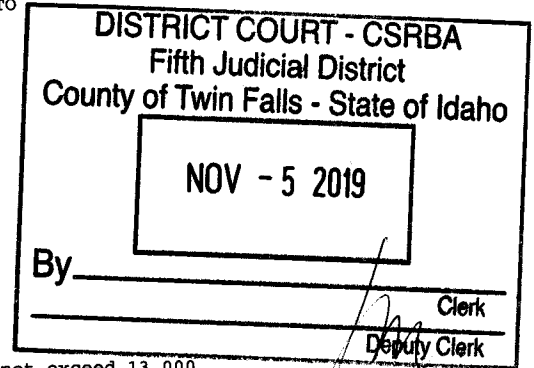 DISTRICT COURT - CSRBA
Fifth Judicial District
County of Twin Falls - State of Idaho
NOV - 5 2019
By
Clerk
Deputy Clerk
not exceed 13,000